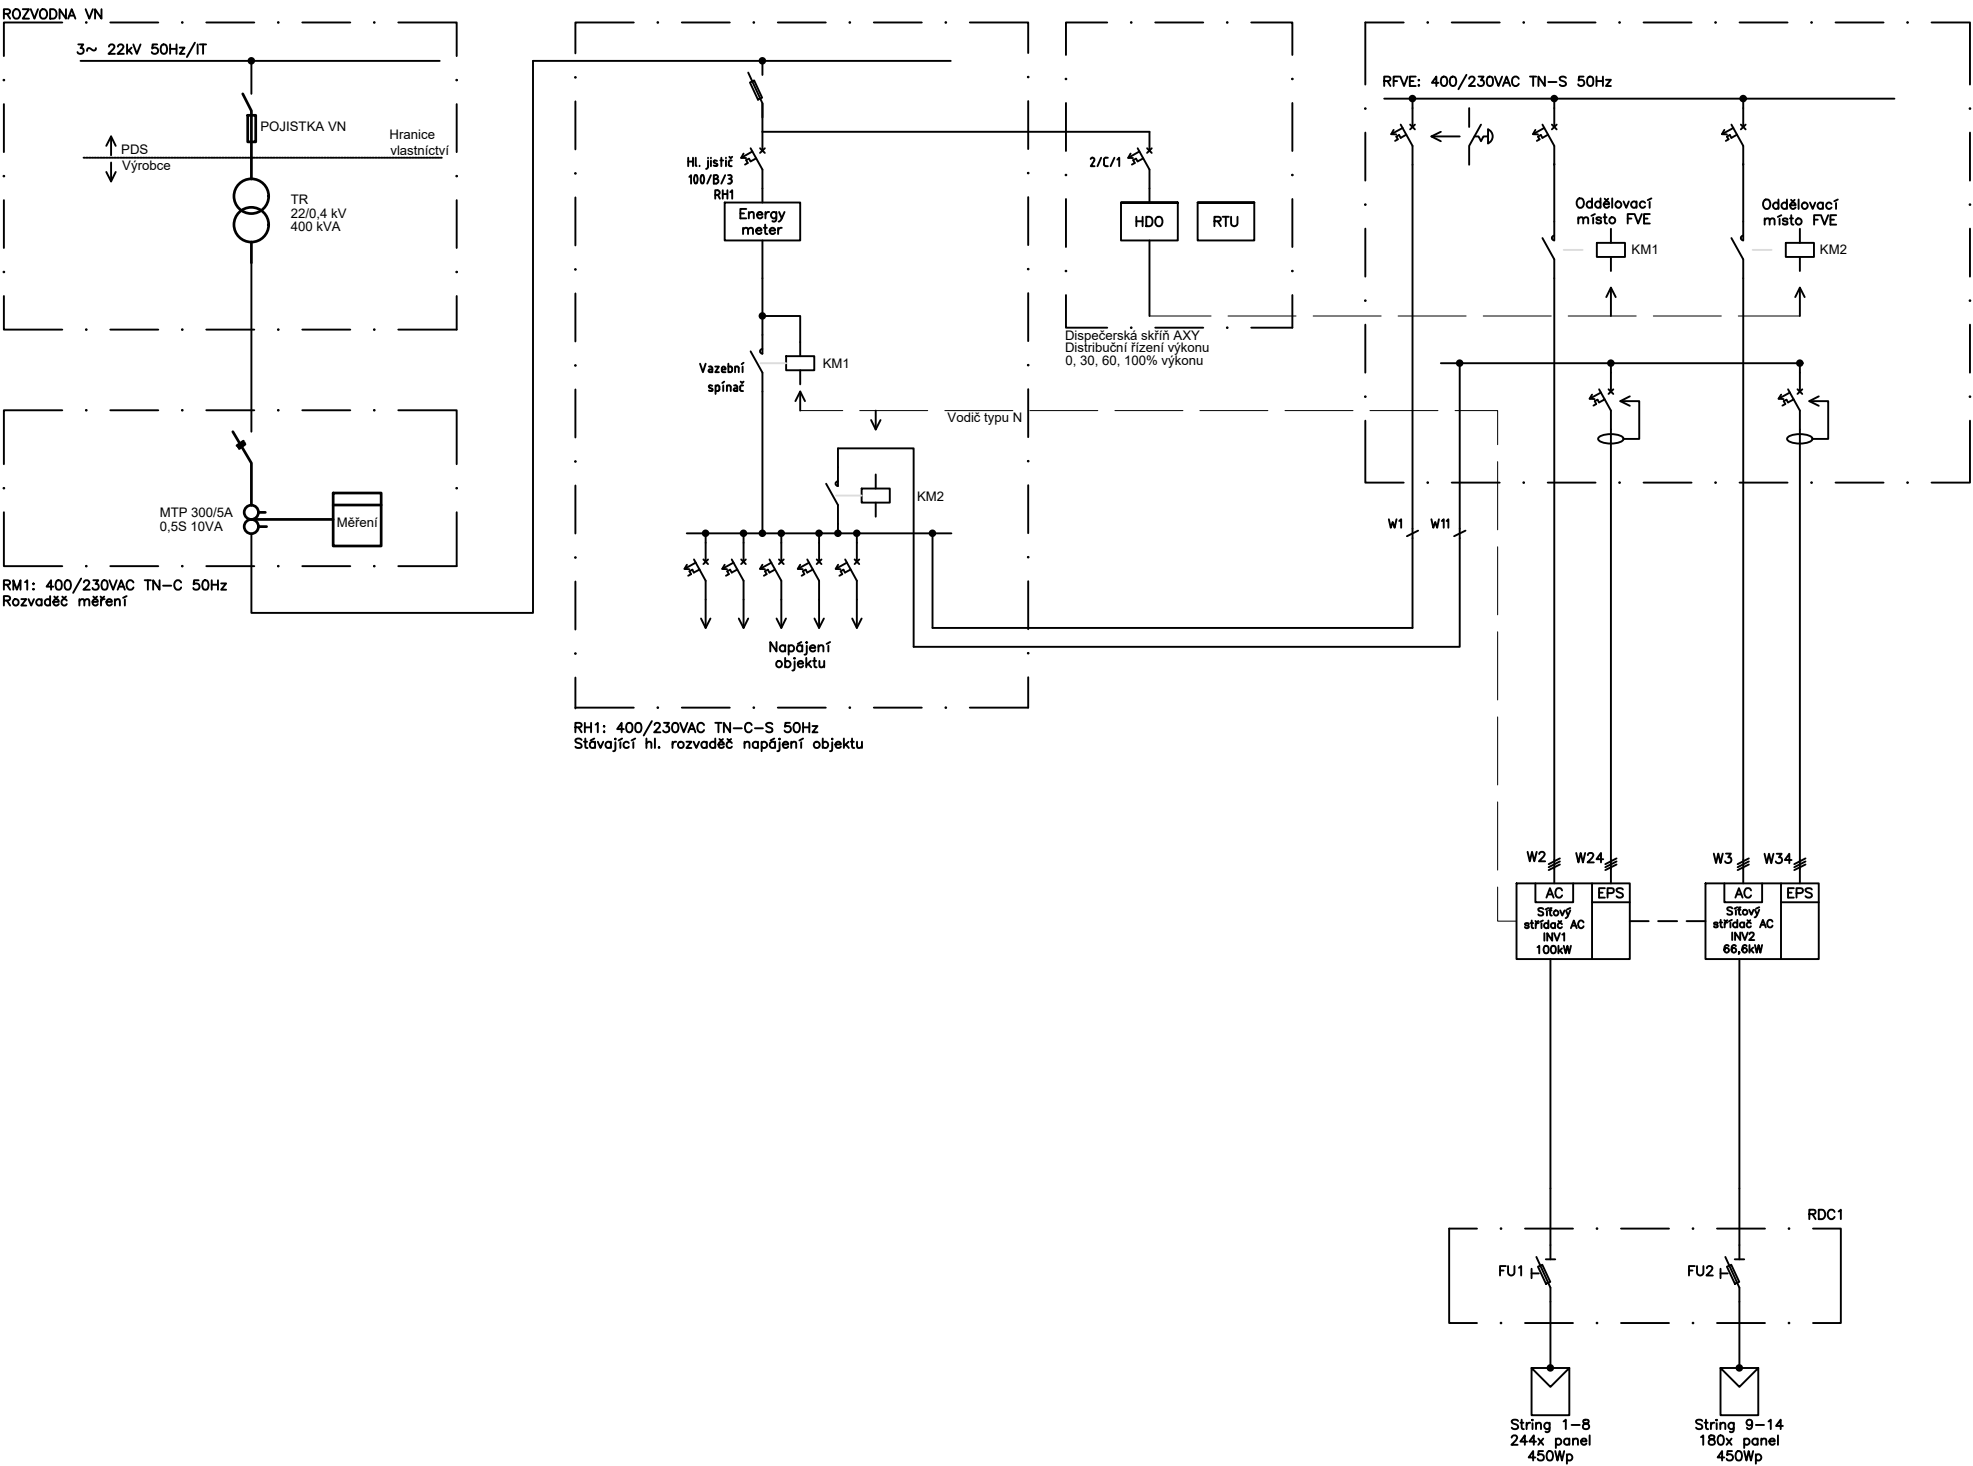 ROZVODNA VN
3~ 22kV 50Hz/IT
POJISTKA VN
Hranice
vlastníctví
PDS
Výrobce
TR
22/0,4 kV
400 kVA
MTP 300/5A
0,5S 10VA
Měření
RM1: 400/230VAC TN-C 50Hz
Rozvaděč měření
Hl. jistič
100/B/3
RH1
Energy
meter
Vazební
spínač
KM1
Vodič typu N
KM2
Napájení
objektu
RH1: 400/230VAC TN-C-S 50Hz
Stávající hl. rozvaděč napájení objektu
2/C/1
HDO
RTU
Dispečerská skříň AXY
Distribuční řízení výkonu
0, 30, 60, 100% výkonu
RFVE: 400/230VAC TN-S 50Hz
Oddělovací
místo FVE
KM1
Oddělovací
místo FVE
KM2
W1
W11
W2
W24
W3
W34
AC
EPS
Síťový
střídač AC
INV1
100kW
AC
EPS
Síťový
střídač AC
INV2
66,6kW
RDC1
FU1
FU2
String 1-8
244x panel
450Wp
String 9-14
180x panel
450Wp